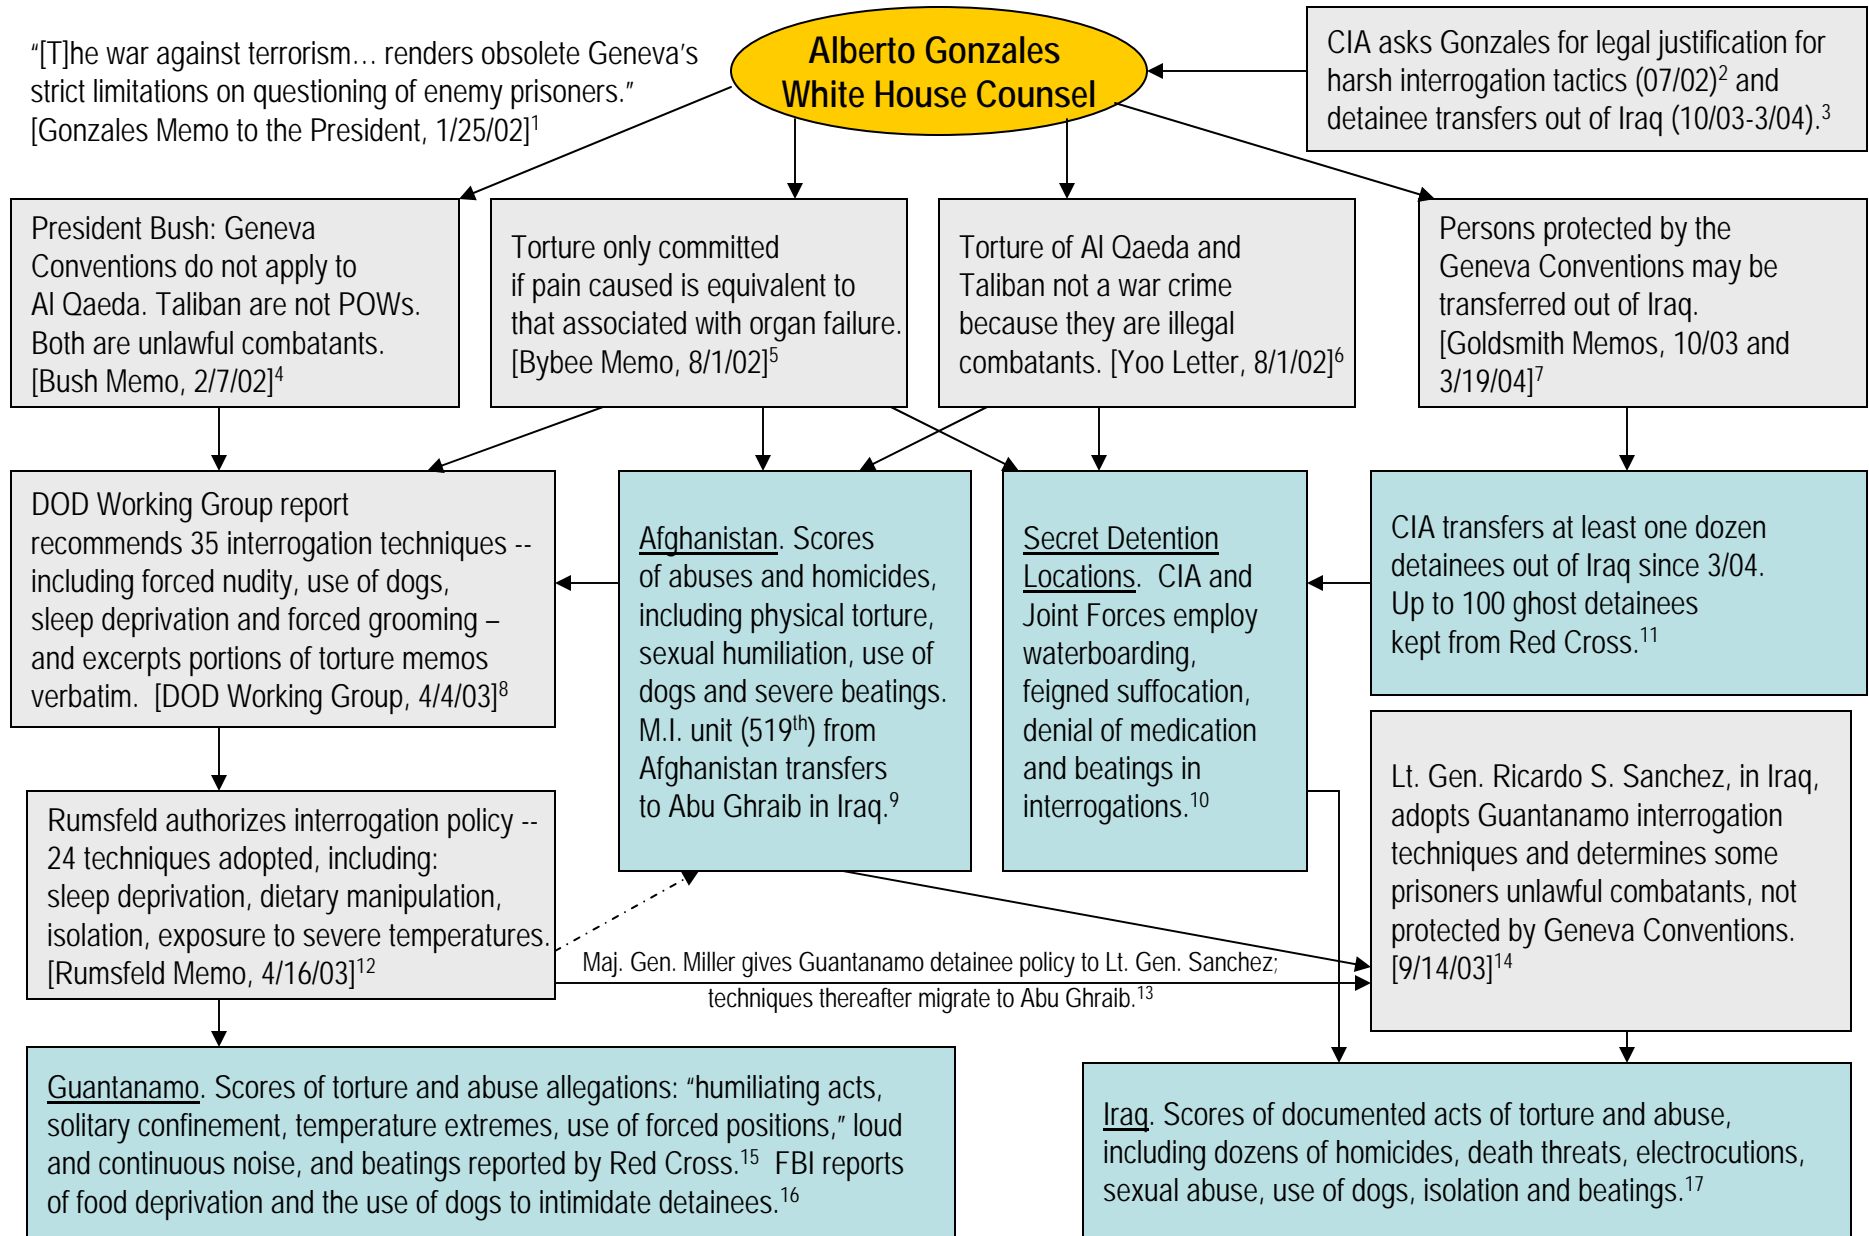 "[T]he war against terrorism… renders obsolete Geneva's
strict limitations on questioning of enemy prisoners."
[Gonzales Memo to the President, 1/25/02]1
Alberto Gonzales
White House Counsel
CIA asks Gonzales for legal justification for
harsh interrogation tactics (07/02)2 and
detainee transfers out of Iraq (10/03-3/04).3
President Bush: Geneva
Conventions do not apply to
Al Qaeda. Taliban are not POWs.
Both are unlawful combatants.
[Bush Memo, 2/7/02]4
Torture only committed
if pain caused is equivalent to
that associated with organ failure.
[Bybee Memo, 8/1/02]5
Torture of Al Qaeda and
Taliban not a war crime
because they are illegal
combatants. [Yoo Letter, 8/1/02]6
Persons protected by the
Geneva Conventions may be
transferred out of Iraq.
[Goldsmith Memos, 10/03 and
3/19/04]7
DOD Working Group report
recommends 35 interrogation techniques --
including forced nudity, use of dogs,
sleep deprivation and forced grooming –
and excerpts portions of torture memos
verbatim. [DOD Working Group, 4/4/03]8
Afghanistan. Scores
of abuses and homicides,
including physical torture,
sexual humiliation, use of
dogs and severe beatings.
M.I. unit (519th) from
Afghanistan transfers
to Abu Ghraib in Iraq.9
Secret Detention
Locations. CIA and
Joint Forces employ
waterboarding,
feigned suffocation,
denial of medication
and beatings in
interrogations.10
CIA transfers at least one dozen
detainees out of Iraq since 3/04.
Up to 100 ghost detainees
kept from Red Cross.11
Rumsfeld authorizes interrogation policy --
24 techniques adopted, including:
sleep deprivation, dietary manipulation,
isolation, exposure to severe temperatures.
[Rumsfeld Memo, 4/16/03]12
Maj. Gen. Miller gives Guantanamo detainee policy to Lt. Gen. Sanchez;
techniques thereafter migrate to Abu Ghraib.13
Lt. Gen. Ricardo S. Sanchez, in Iraq,
adopts Guantanamo interrogation
techniques and determines some
prisoners unlawful combatants, not
protected by Geneva Conventions.
[9/14/03]14
Guantanamo. Scores of torture and abuse allegations: "humiliating acts,
solitary confinement, temperature extremes, use of forced positions," loud
and continuous noise, and beatings reported by Red Cross.15 FBI reports
of food deprivation and the use of dogs to intimidate detainees.16
Iraq. Scores of documented acts of torture and abuse,
including dozens of homicides, death threats, electrocutions,
sexual abuse, use of dogs, isolation and beatings.17